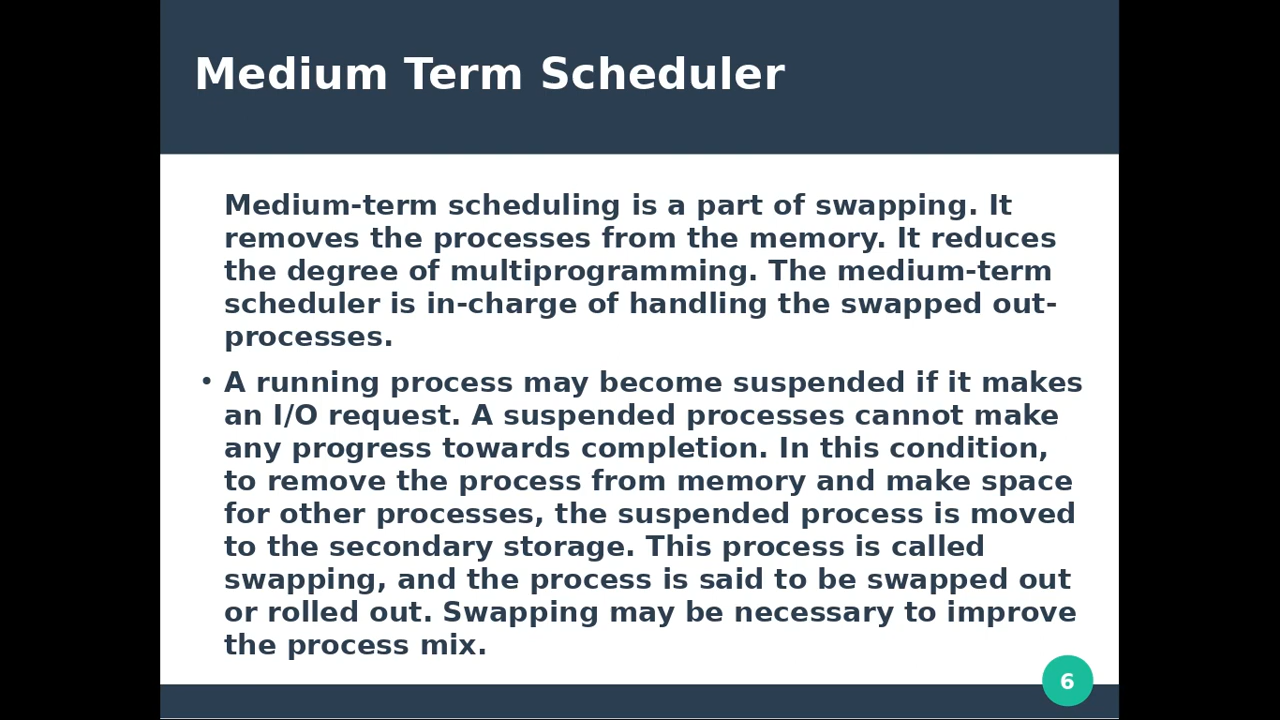 Medium Term Scheduler
Medium-term scheduling is a part of swapping. It
removes the processes from the memory. It reduces
the degree of multiprogramming. The medium-term
scheduler is in-charge of handling the swapped out-
processes.
• A running process may become suspended if it makes
an I/O request. A suspended processes cannot make
any progress towards completion. In this condition,
to remove the process from memory and make space
for other processes, the suspended process is moved
to the secondary storage. This process is called
swapping, and the process is said to be swapped out
or rolled out. Swapping may be necessary to improve
the process mix.
6